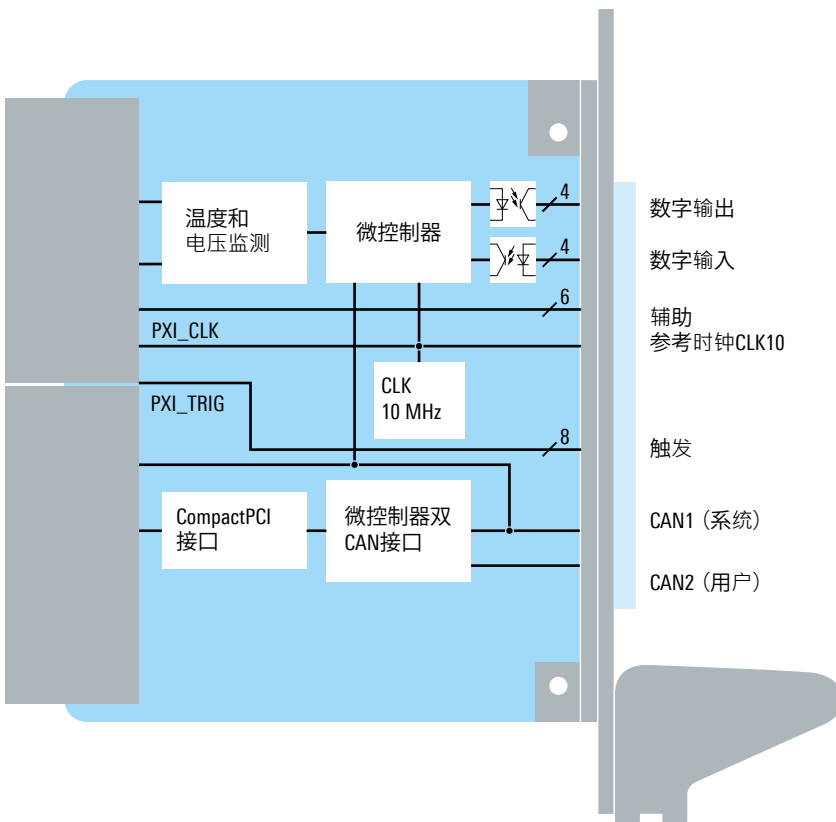 温度和
电压监测
微控制器
4
数字输出
4
数字输入
6
辅助
PXI_CLK
参考时钟CLK10
CLK
10 MHz
PXI_TRIG
8
触发
CompactPCI
接口
微控制器双
CAN接口
CAN1（系统）
CAN2（用户）